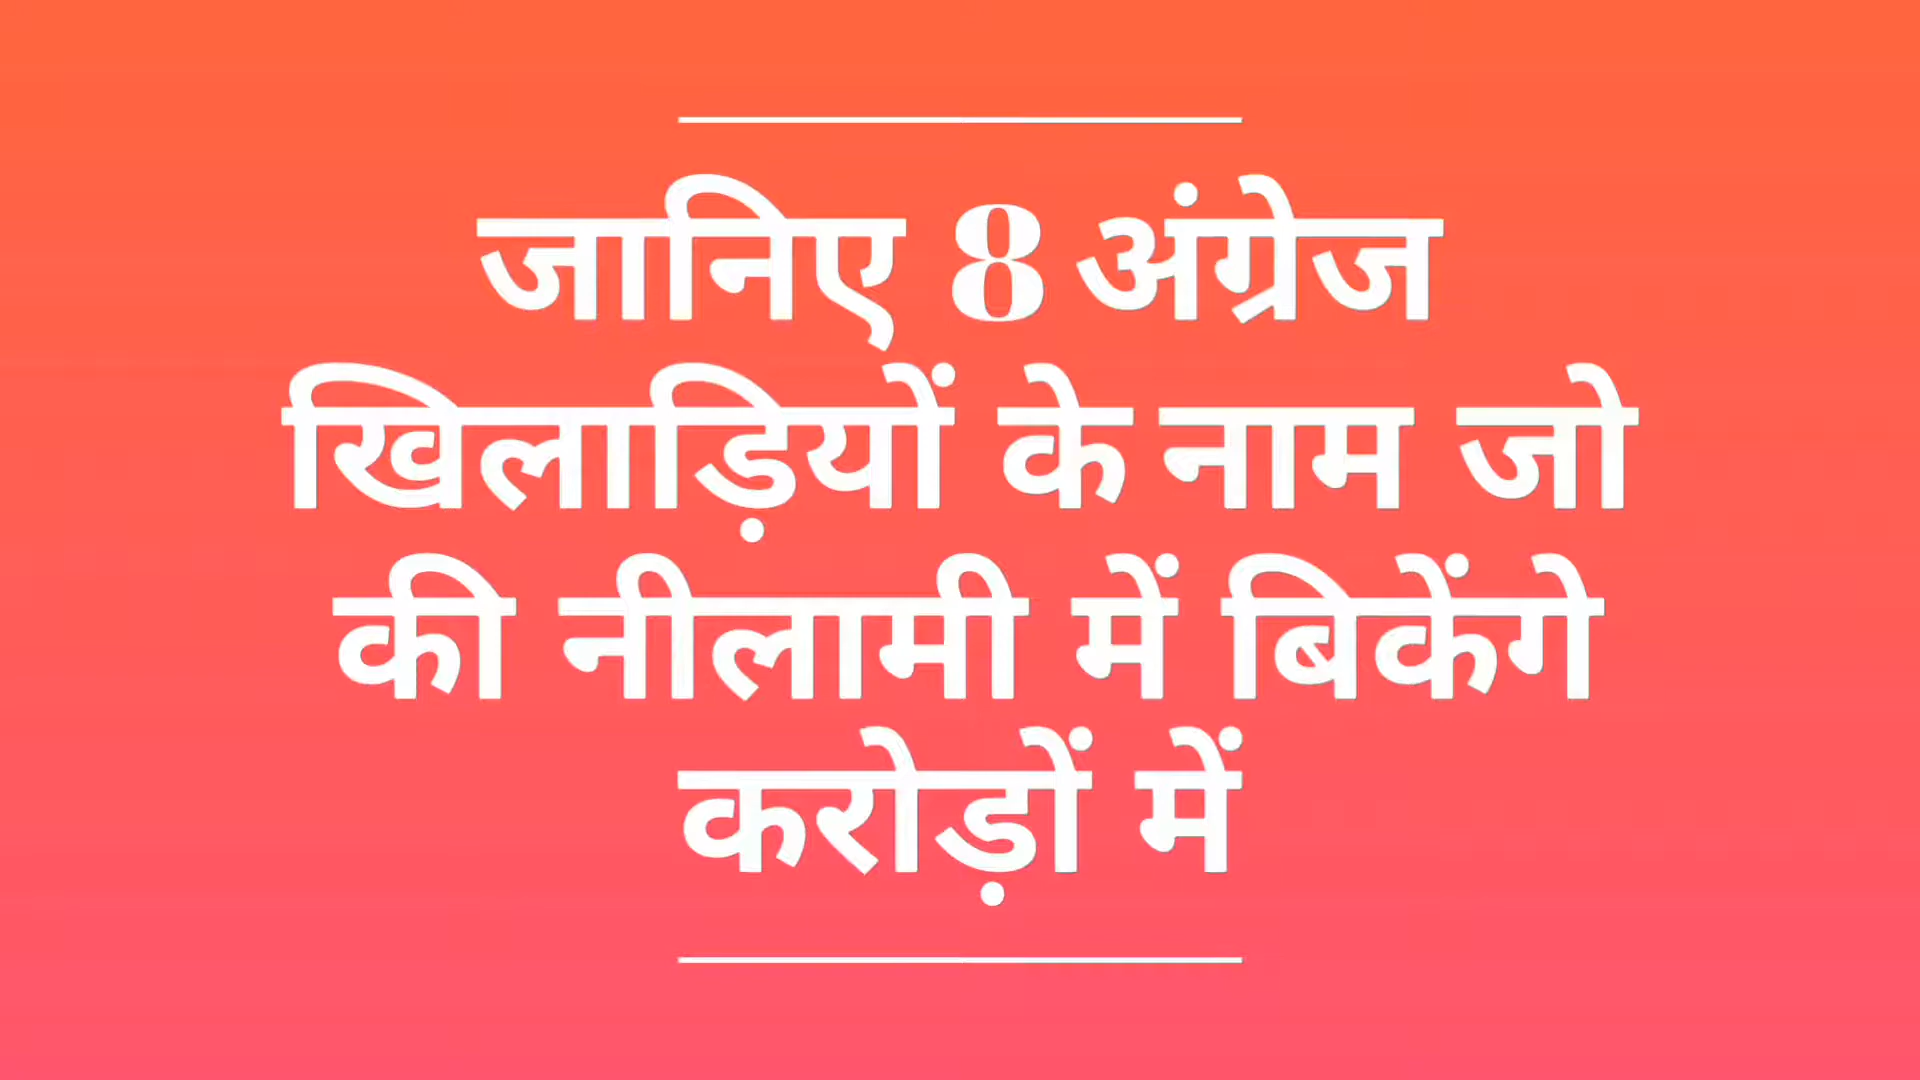 जानिए 8 अंग्रेज
खिलाड़ियों के नाम जो
की नीलामी में बिकेंगे
करोड़ों में